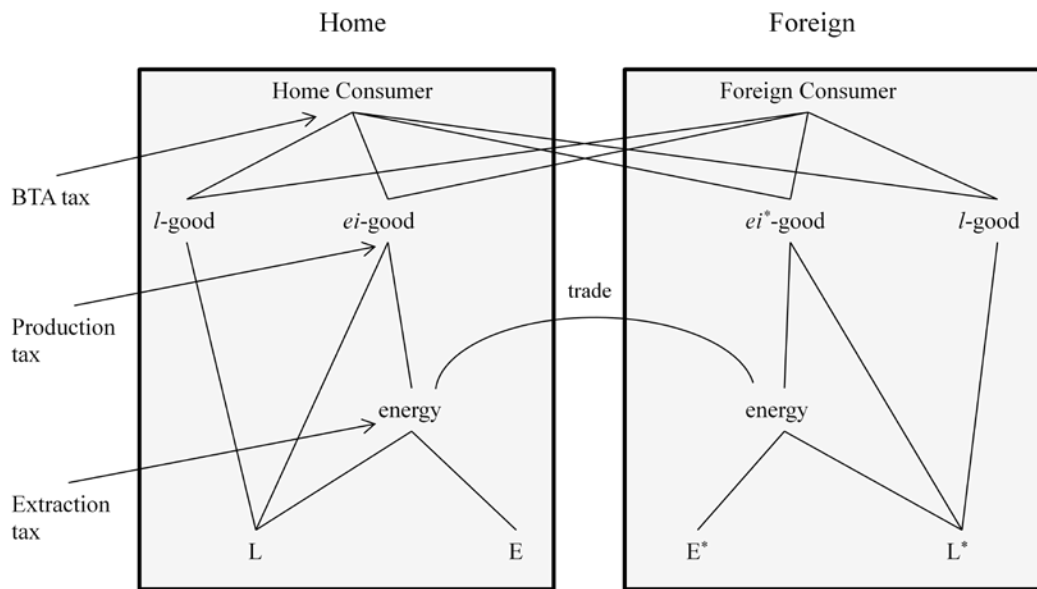 Home
Foreign
Home Consumer
Foreign Consumer
BTA tax
l-good
ei-good
ei*-good
l-good
trade
Production
tax
energy
energy
Extraction
tax
L
E
E*
L*